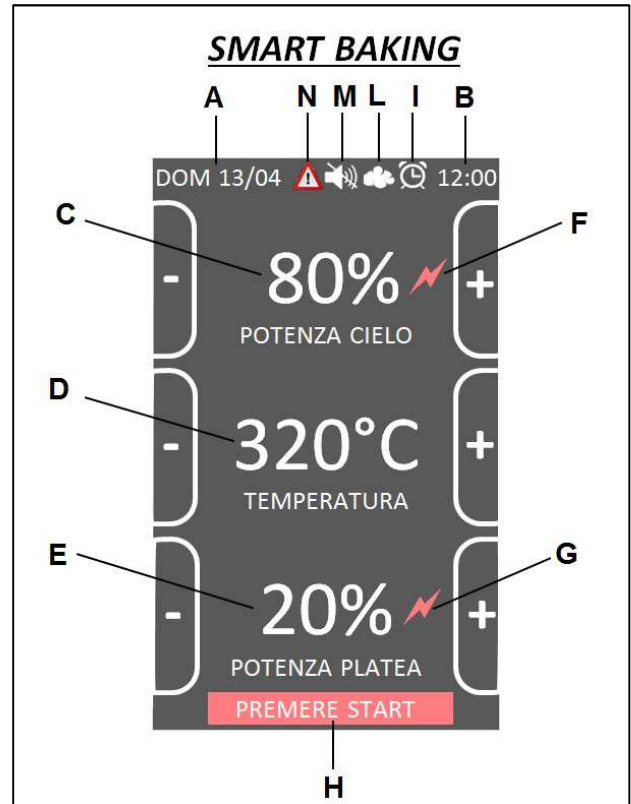 SMART BAKING
A N M L I B
DOM 13/04 12:00
C F
- 80% +
POTENZA CIELO
D
- 320°C +
TEMPERATURA
E G
- 20% +
POTENZA PLATEA
PREMERE START
H